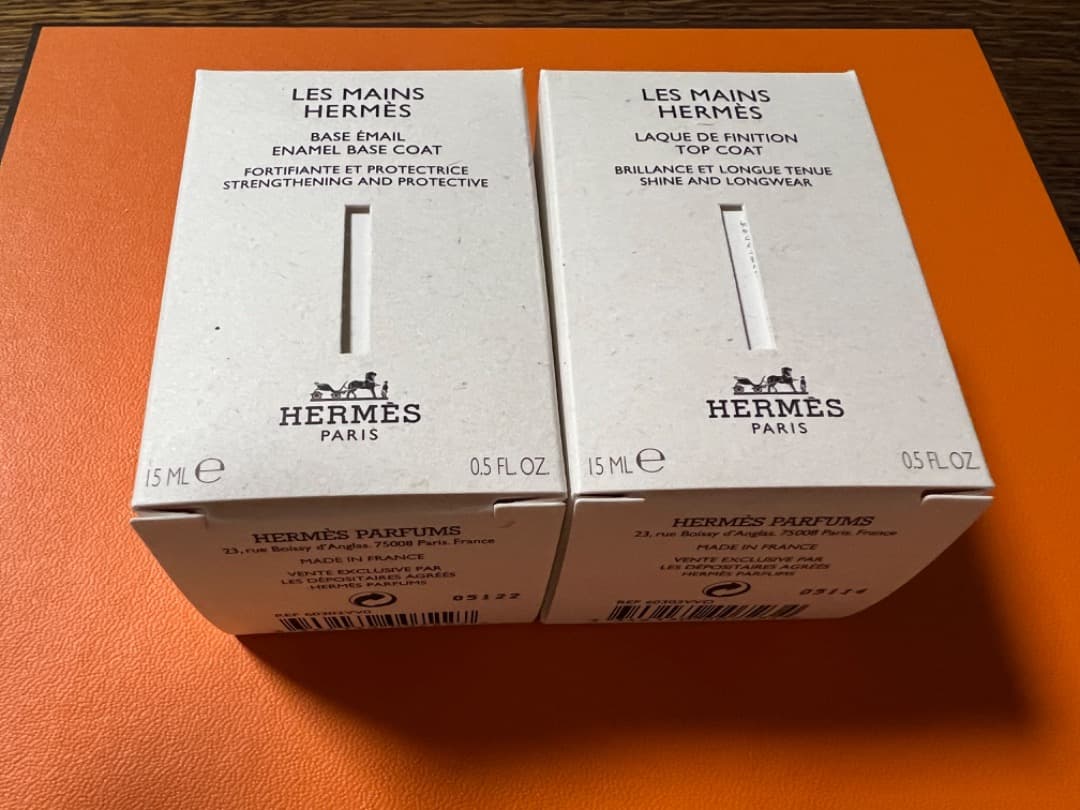 LES MAINS
HERMÈS
BASE ÉMAIL
ENAMEL BASE COAT
FORTIFIANTE ET PROTECTRICE
STRENGTHENING AND PROTECTIVE
HERMÈS
PARIS
15 ML ℮
0.5 FL. OZ.
HERMÈS PARFUMS
23, rue Boissy d'Anglas, 75008 Paris, France
MADE IN FRANCE
VENTE EXCLUSIVE PAR
LES DÉPOSITAIRES AGRÉÉS
HERMÈS PARFUMS
05122
LES MAINS
HERMÈS
LAQUE DE FINITION
TOP COAT
BRILLANCE ET LONGUE TENUE
SHINE AND LONGWEAR
HERMÈS
PARIS
15 ML ℮
0.5 FL. OZ.
HERMÈS PARFUMS
23, rue Boissy d'Anglas, 75008 Paris, France
MADE IN FRANCE
VENTE EXCLUSIVE PAR
LES DÉPOSITAIRES AGRÉÉS
HERMÈS PARFUMS
05114